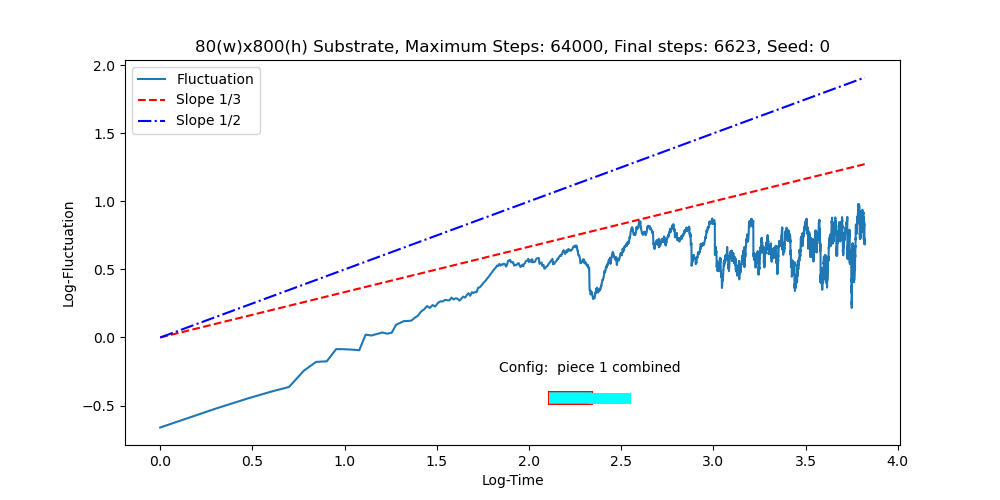 80(w)x800(h) Substrate, Maximum Steps: 64000, Final steps: 6623, Seed: 0
Fluctuation
Slope 1/3
Slope 1/2
2.0
1.5
1.0
0.5
0.0
−0.5
Log-Fluctuation
Config:  piece 1 combined
0.0 0.5 1.0 1.5 2.0 2.5 3.0 3.5 4.0
Log-Time